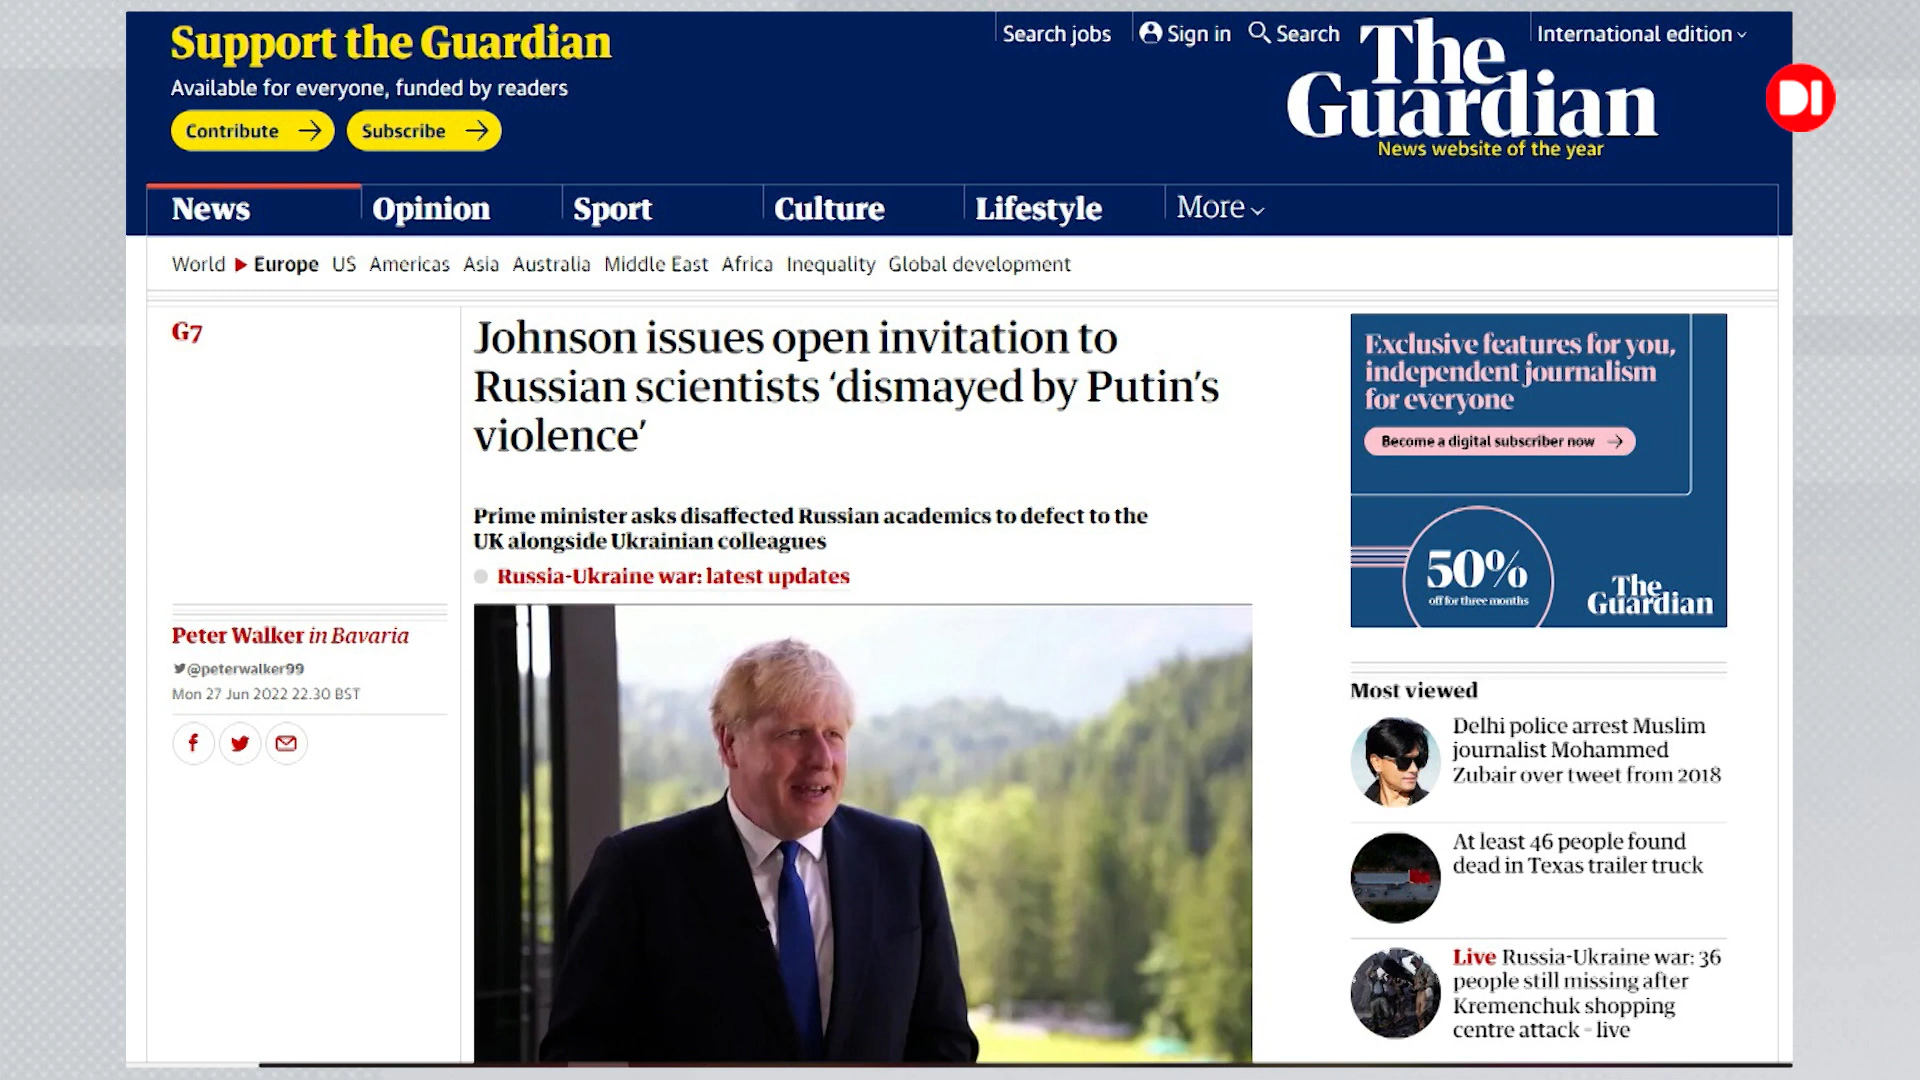 Support the Guardian
Available for everyone, funded by readers
Contribute
Subscribe
Search jobs
Sign in
Search
International edition
The
Guardian
News website of the year
DI
News
Opinion
Sport
Culture
Lifestyle
More
World
Europe
US
Americas
Asia
Australia
Middle East
Africa
Inequality
Global development
G7
Johnson issues open invitation to
Russian scientists ‘dismayed by Putin’s
violence’
Prime minister asks disaffected Russian academics to defect to the
UK alongside Ukrainian colleagues
Russia-Ukraine war: latest updates
Peter Walker in Bavaria
@peterwalker99
Mon 27 Jun 2022 22.30 BST
Exclusive features for you,
independent journalism
for everyone
Become a digital subscriber now
50%
off for three months
The
Guardian
Most viewed
Delhi police arrest Muslim
journalist Mohammed
Zubair over tweet from 2018
At least 46 people found
dead in Texas trailer truck
Live Russia-Ukraine war: 36
people still missing after
Kremenchuk shopping
centre attack - live